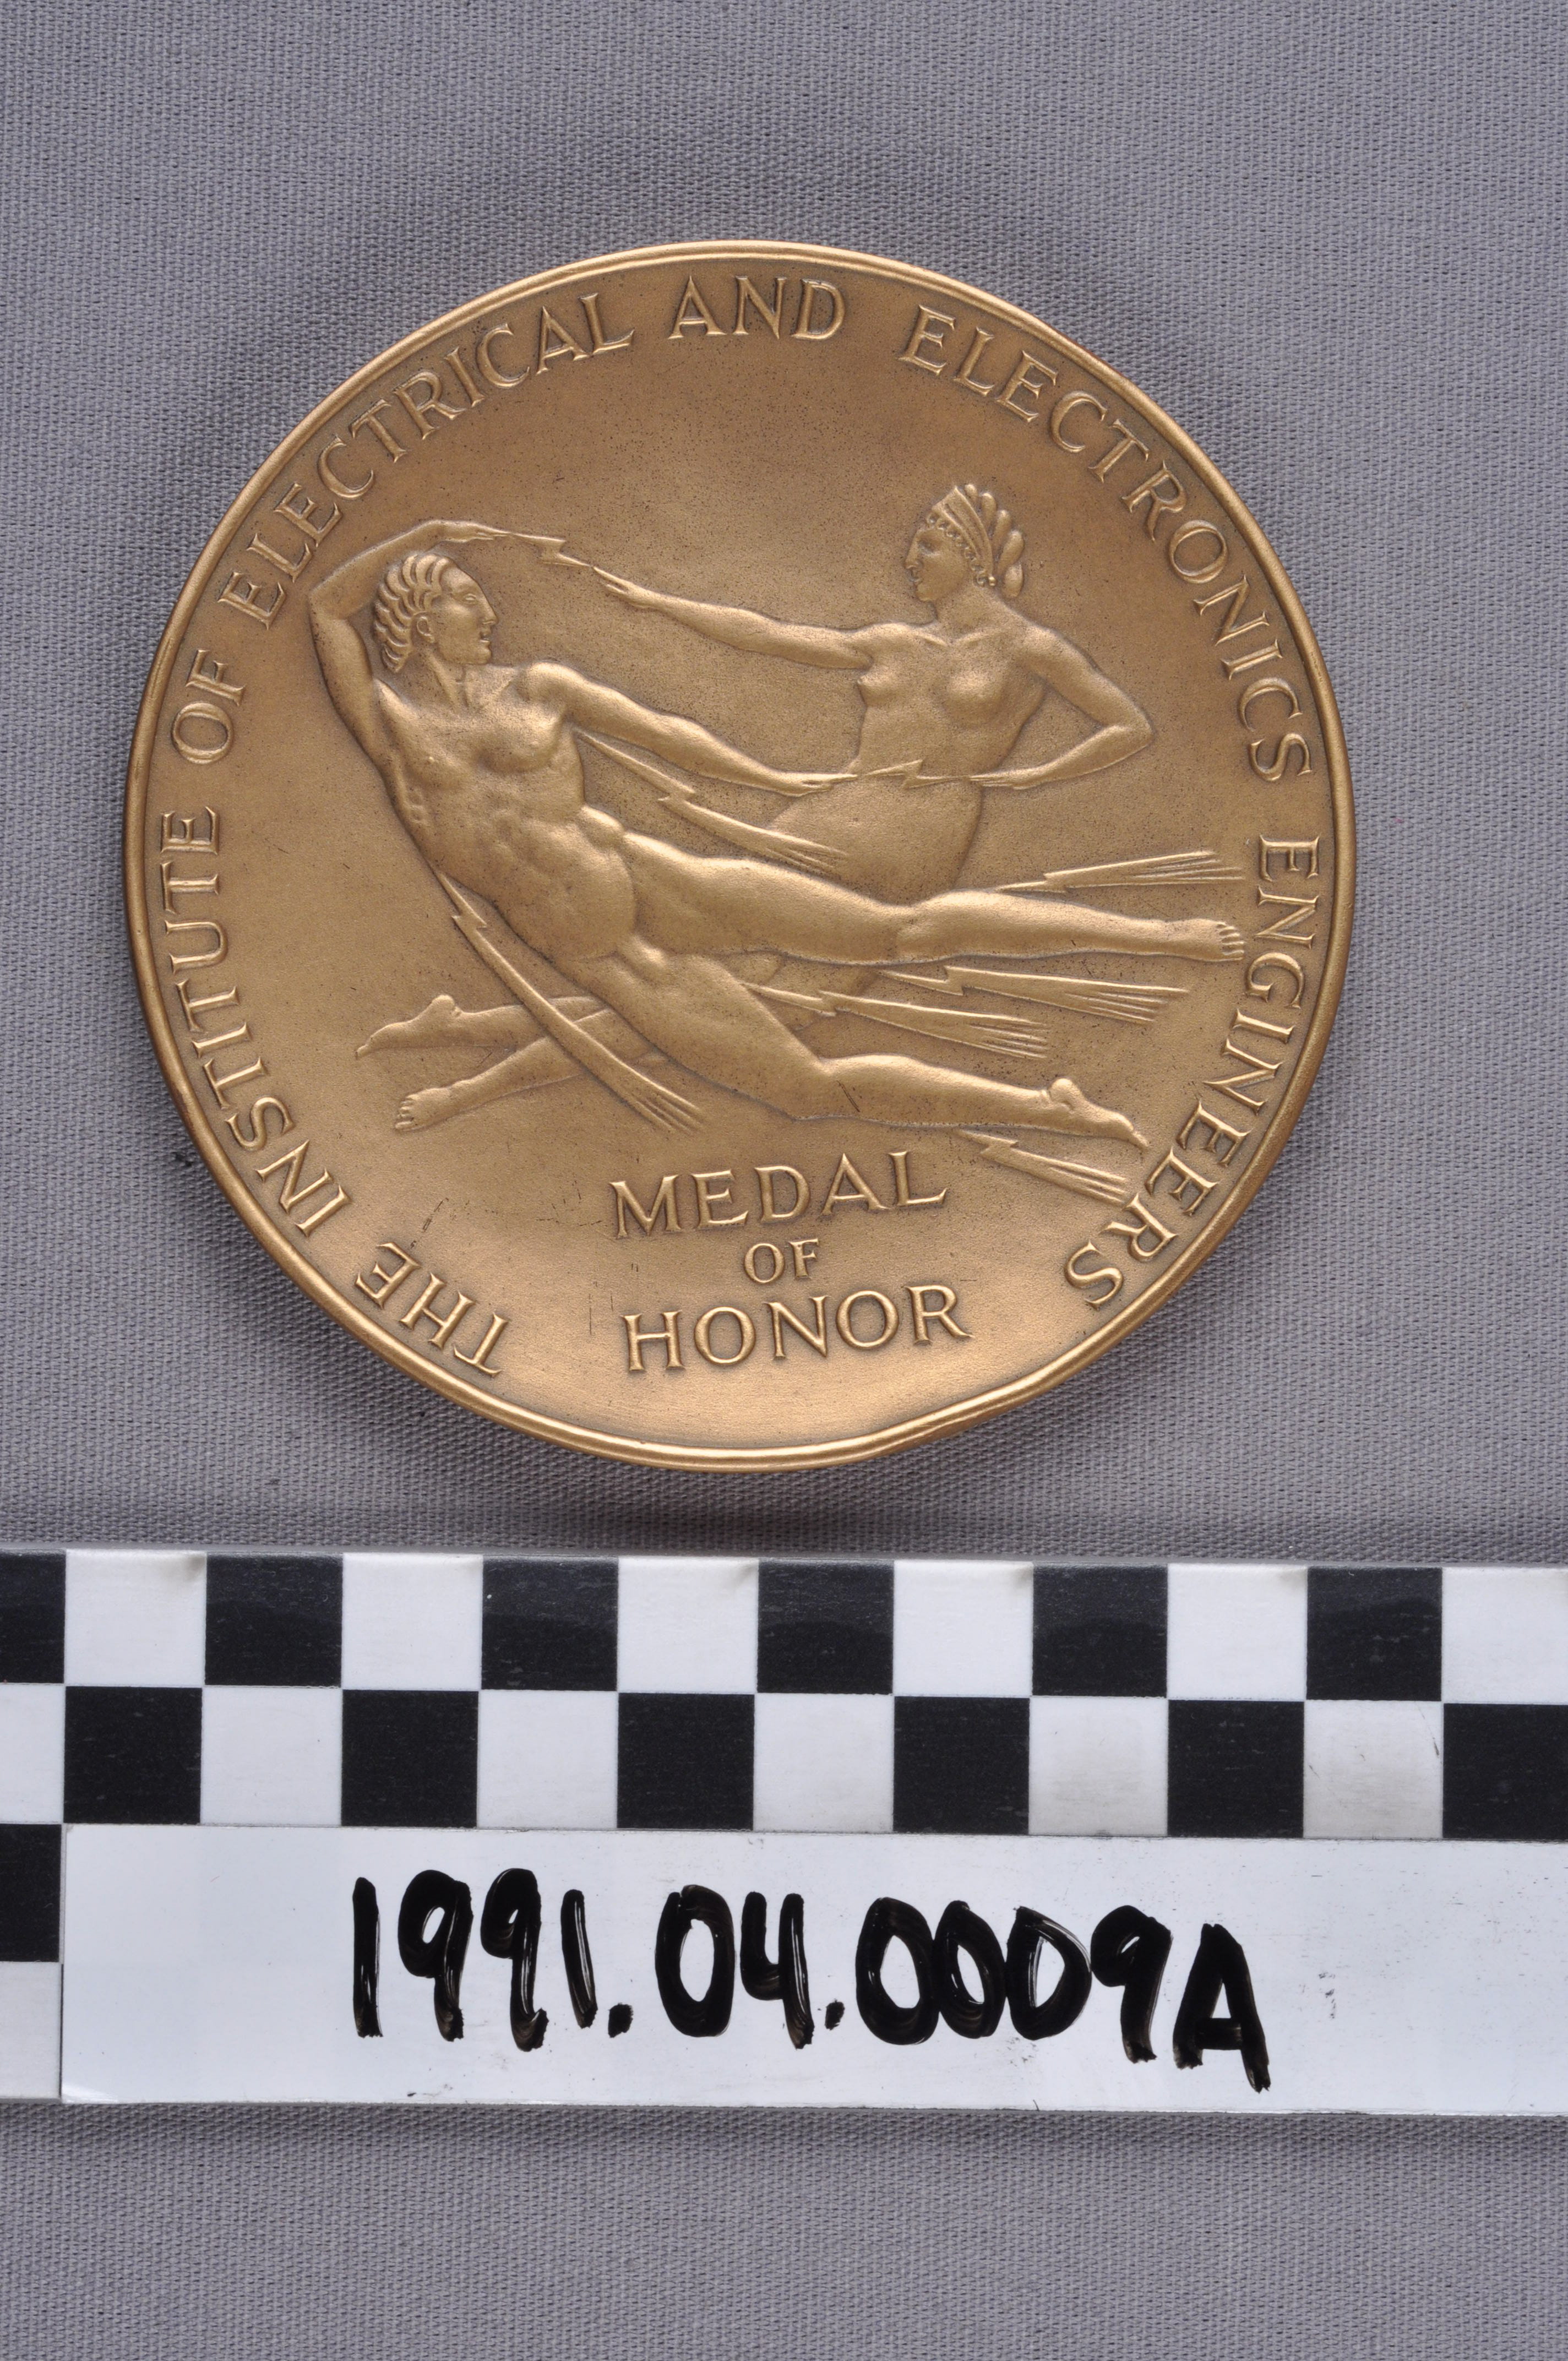 THE INSTITUTE OF ELECTRICAL AND ELECTRONICS ENGINEERS
MEDAL
OF
HONOR
1991.04.0009A